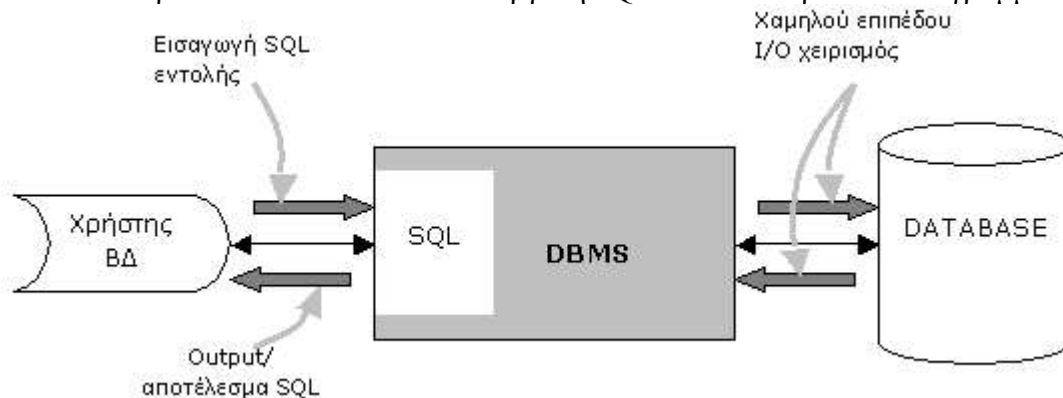 Εισαγωγή SQL
εντολής
Χαμηλού επιπέδου
I/O χειρισμός
Χρήστης
ΒΔ
SQL
DBMS
DATABASE
Output/
αποτέλεσμα SQL